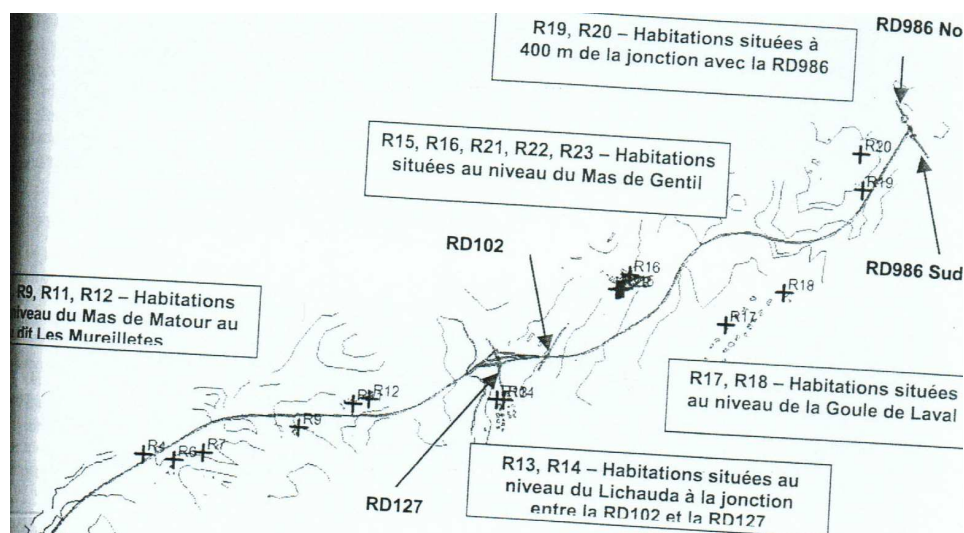 R19, R20 – Habitations situées à
400 m de la jonction avec la RD986
RD986 No
R15, R16, R21, R22, R23 – Habitations
situées au niveau du Mas de Gentil
R20
R19
RD102
RD986 Sud
R16
R18
R17
R9, R11, R12 – Habitations
niveau du Mas de Matour au
dit Les Mureilletes
R17, R18 – Habitations situées
au niveau de la Goule de Laval
R12
R9
R4
R6
R7
RD127
R13, R14 – Habitations situées au
niveau du Lichauda à la jonction
entre la RD102 et la RD127